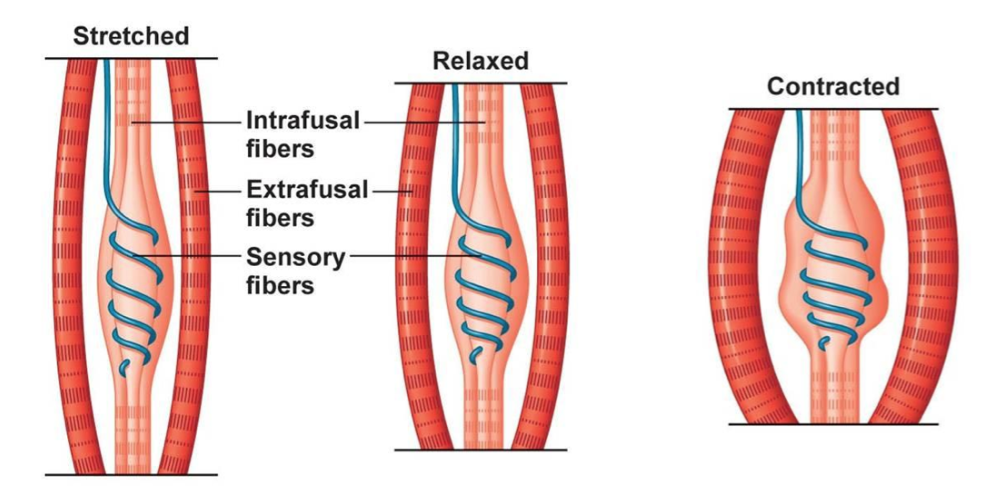 Stretched
Relaxed
Contracted
Intrafusal
fibers
Extrafusal
fibers
Sensory
fibers